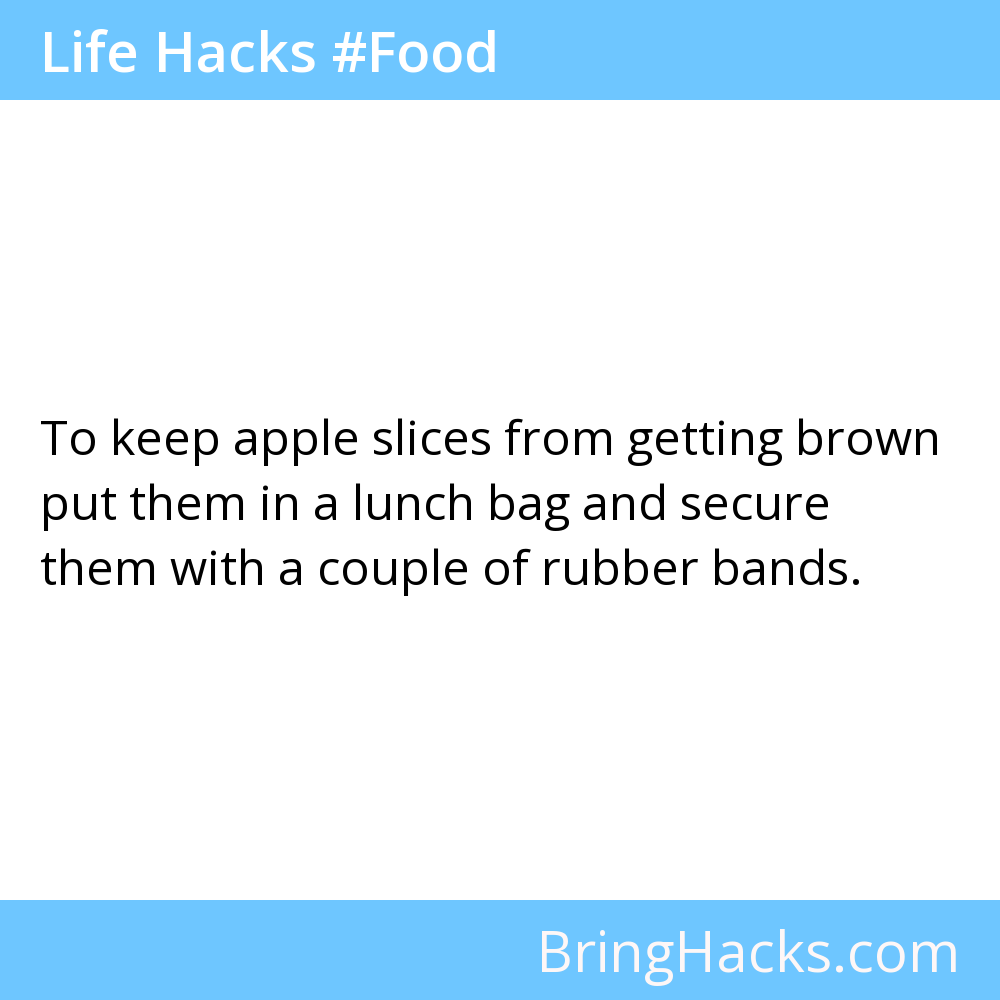 Life Hacks #Food
To keep apple slices from getting brown
put them in a lunch bag and secure
them with a couple of rubber bands.
BringHacks.com